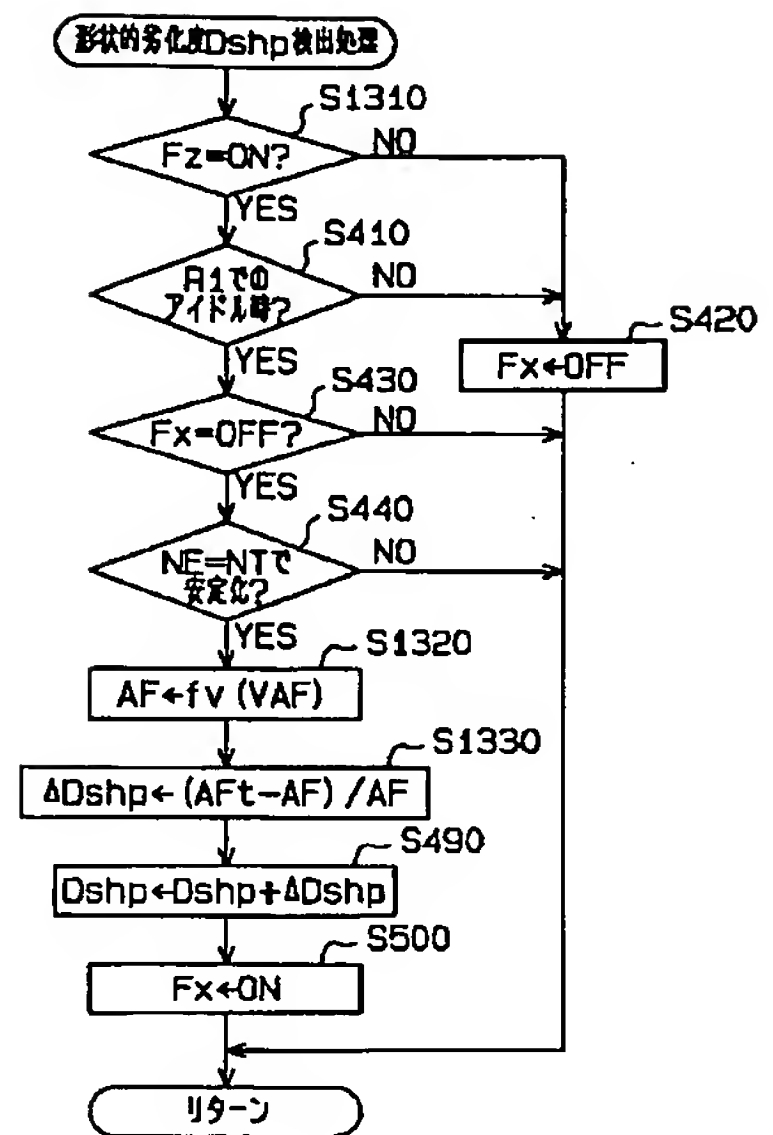 形状的劣化度Dshp検出処理
S1310
Fz=ON?
NO
YES
S410
A1での
アイドル時?
NO
YES
S420
Fx←OFF
S430
Fx=OFF?
NO
YES
S440
NE=NTで
安定化?
NO
YES
S1320
AF←fv(VAF)
S1330
ΔDshp←(AFt-AF)/AF
S490
Dshp←Dshp+ΔDshp
S500
Fx←ON
リターン